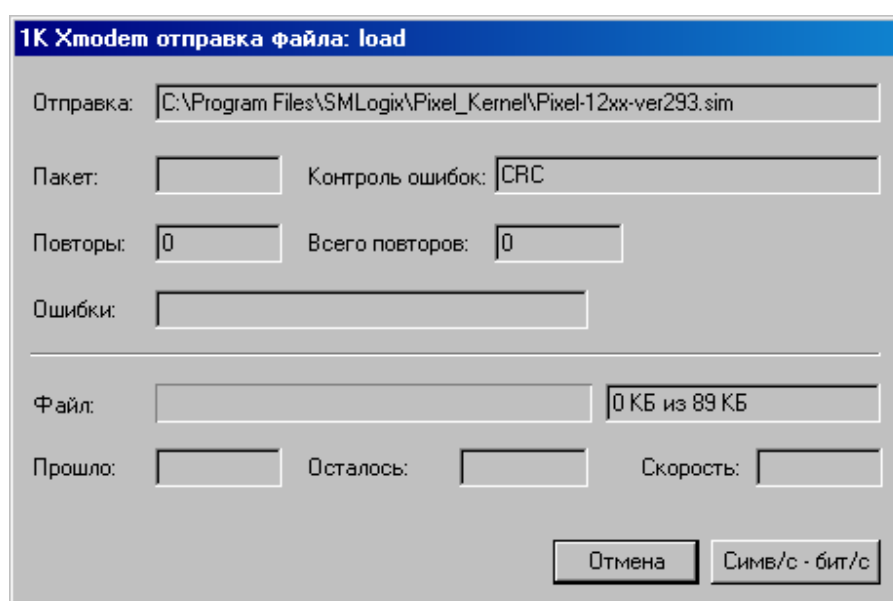 1K Xmodem отправка файла: load
Отправка: C:\Program Files\SMLogix\Pixel_Kernel\Pixel-12xx-ver293.sim
Пакет: Контроль ошибок: CRC
Повторы: 0 Всего повторов: 0
Ошибки:
Файл: 0 КБ из 89 КБ
Прошло: Осталось: Скорость:
Отмена Симв/с - бит/с